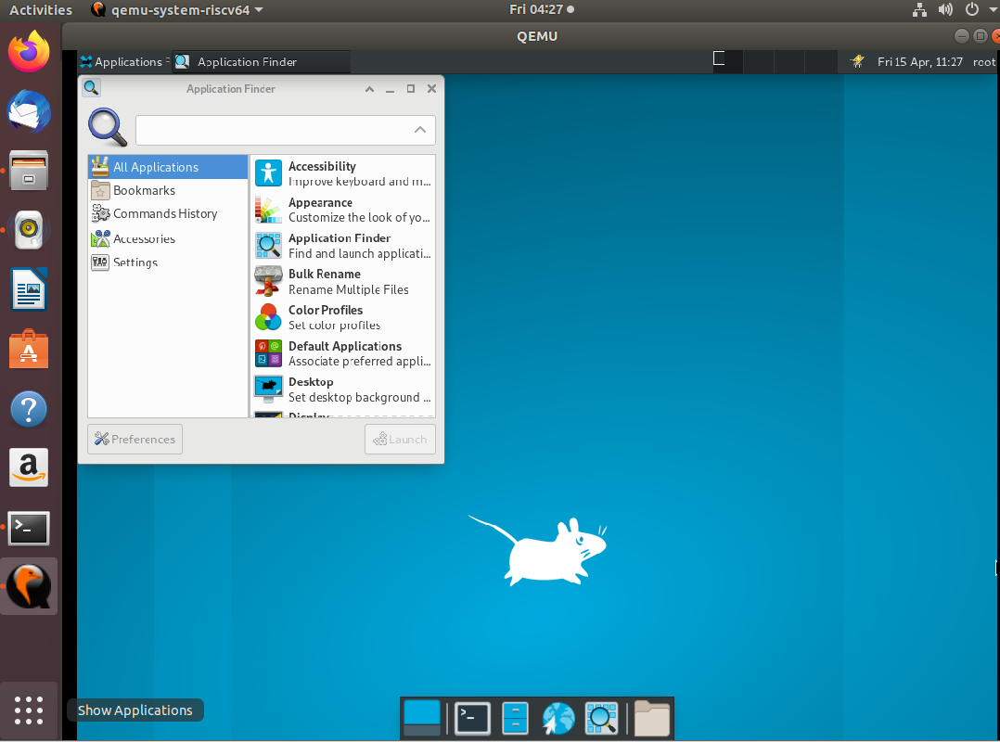 Activities qemu-system-riscv64 Fri 04:27
QEMU
Applications Application Finder Fri 15 Apr, 11:27 root
Application Finder
All Applications
Bookmarks
Commands History
Accessories
Settings
Accessibility
Improve keyboard and m...
Appearance
Customize the look of yo...
Application Finder
Find and launch applicati...
Bulk Rename
Rename Multiple Files
Color Profiles
Set color profiles
Default Applications
Associate preferred appli...
Desktop
Set desktop background ...
Display
Preferences Launch
Show Applications